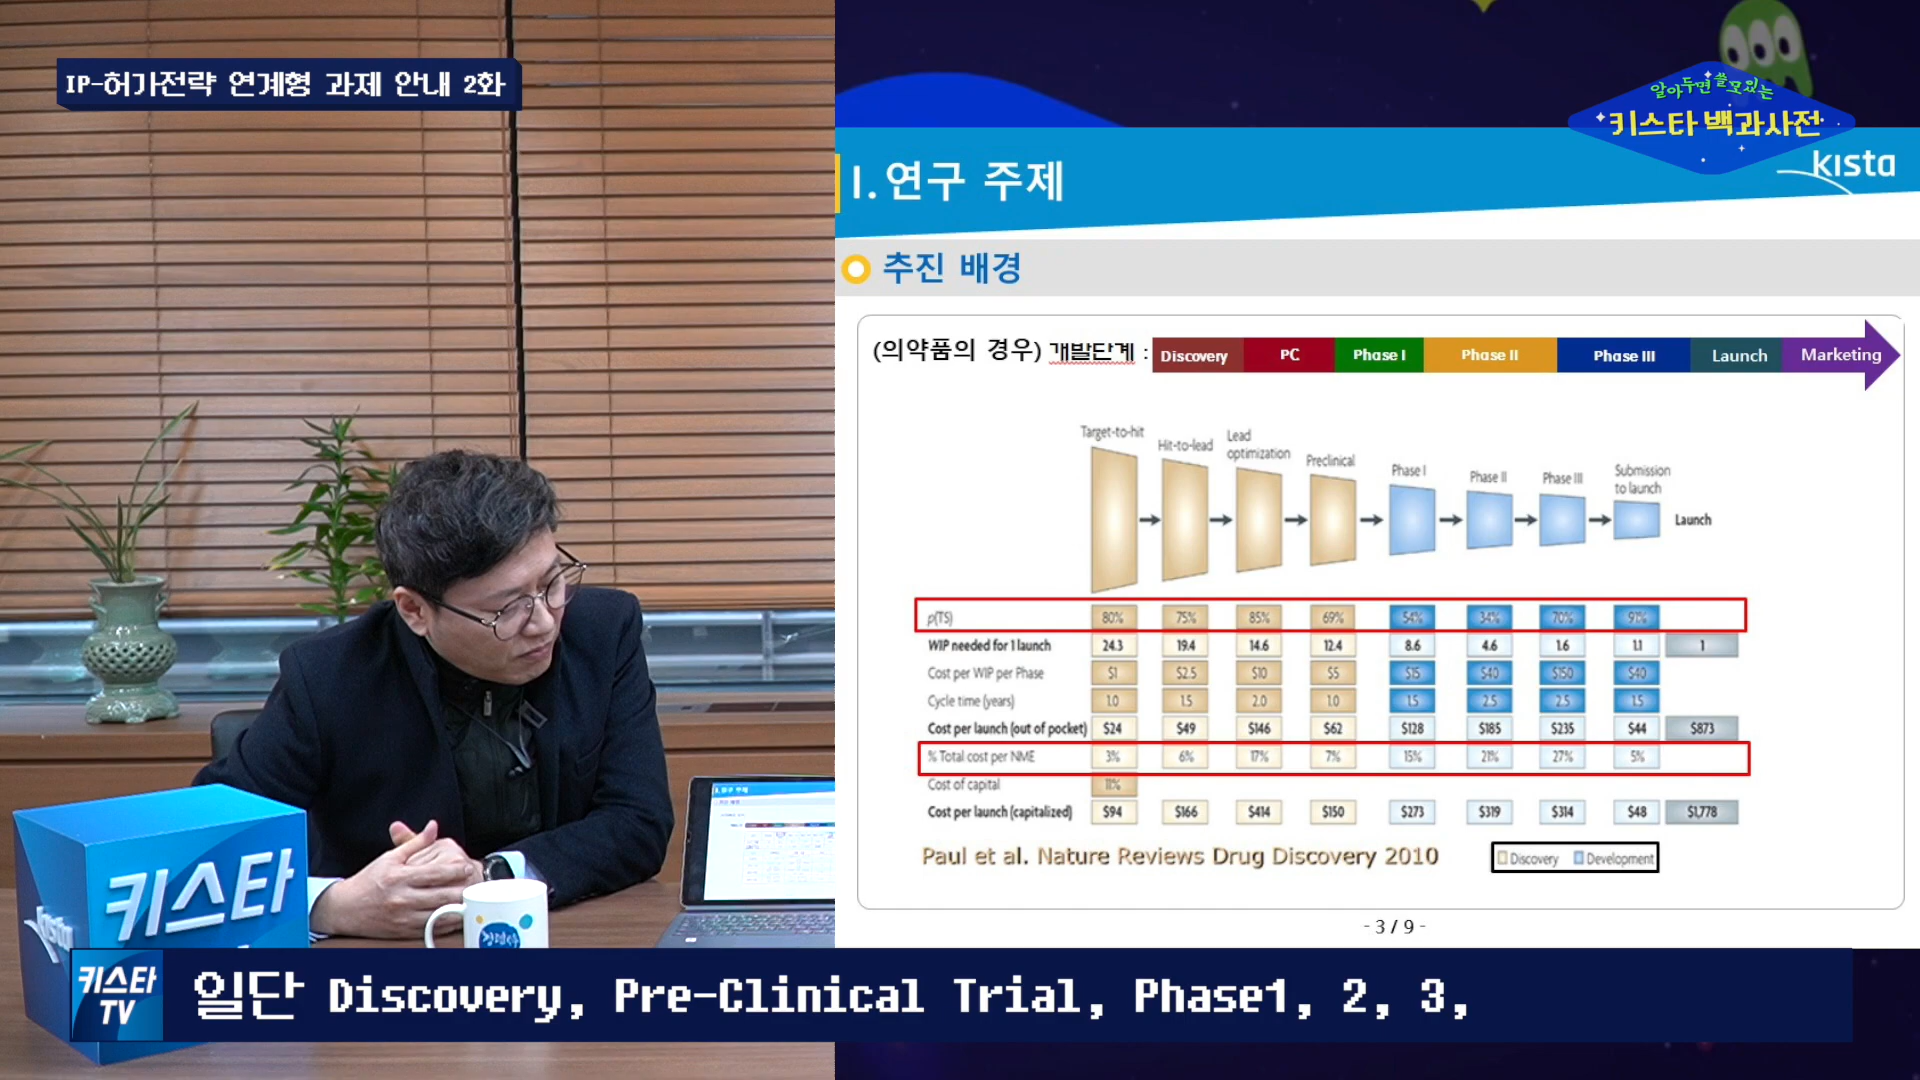 IP-허가전략 연계형 과제 안내 2화
알아두면 쓸모있는
키스타 백과사전
kista
I. 연구 주제
추진 배경
(의약품의 경우) 개발단계 : Discovery PC Phase I Phase II Phase III Launch Marketing
Target-to-hit Hit-to-lead Lead optimization Preclinical Phase I Phase II Phase III Submission to launch
Launch
p(TS) 80% 75% 85% 69% 54% 34% 70% 91%
WIP needed for 1 launch 24.3 19.4 14.6 12.4 8.6 4.6 1.6 1.1 1
Cost per WIP per Phase $1 $2.5 $10 $5 $15 $40 $150 $40
Cycle time (years) 1.0 1.5 2.0 1.0 1.5 2.5 2.5 1.5
Cost per launch (out of pocket) $24 $49 $146 $62 $128 $185 $235 $44 $873
% Total cost per NME 3% 6% 17% 7% 15% 21% 27% 5%
Cost of capital 11%
Cost per launch (capitalized) $94 $166 $414 $150 $273 $319 $314 $48 $1,778
Paul et al. Nature Reviews Drug Discovery 2010
Discovery Development
- 3 / 9 -
키스타
kista
키스타
TV
일단 Discovery, Pre-Clinical Trial, Phase1, 2, 3,